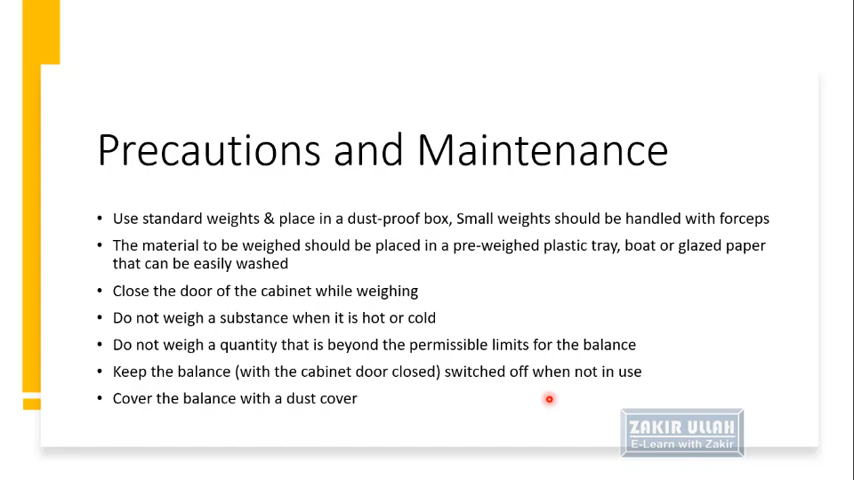 Precautions and Maintenance
• Use standard weights & place in a dust-proof box, Small weights should be handled with forceps
• The material to be weighed should be placed in a pre-weighed plastic tray, boat or glazed paper
that can be easily washed
• Close the door of the cabinet while weighing
• Do not weigh a substance when it is hot or cold
• Do not weigh a quantity that is beyond the permissible limits for the balance
• Keep the balance (with the cabinet door closed) switched off when not in use
• Cover the balance with a dust cover
ZAKIR ULLAH
E-Learn with Zakir